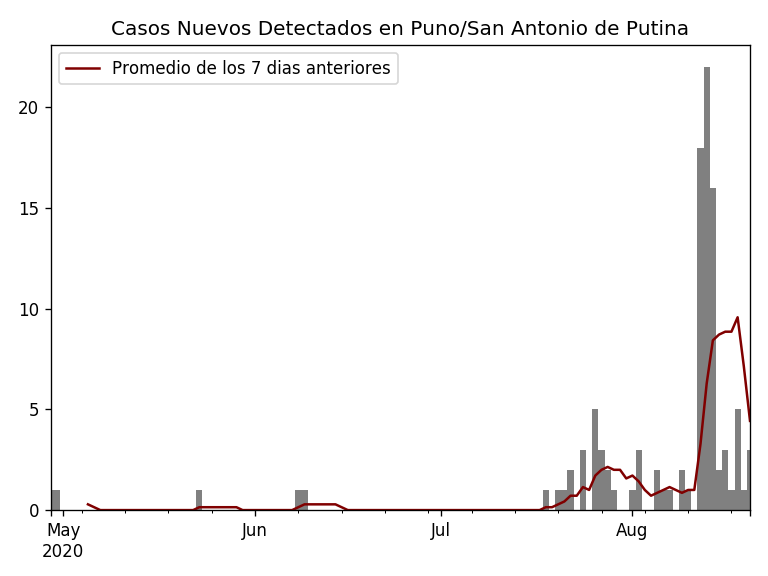 Casos Nuevos Detectados en Puno/San Antonio de Putina
Promedio de los 7 dias anteriores
20
15
10
5
0
May Jun Jul Aug
2020